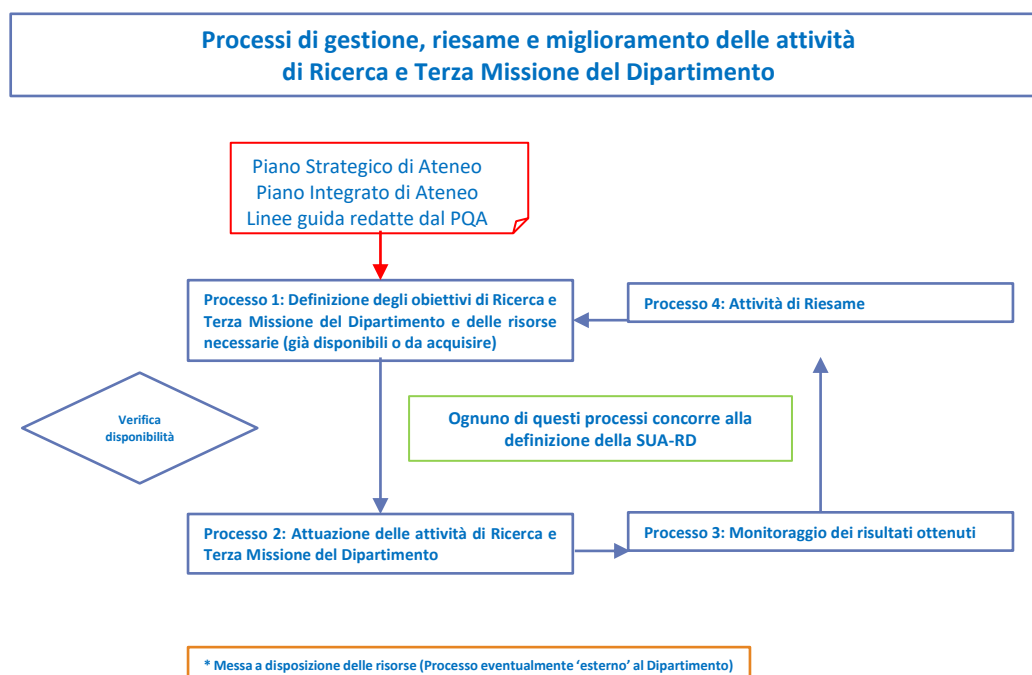 Processi di gestione, riesame e miglioramento delle attività
di Ricerca e Terza Missione del Dipartimento
Piano Strategico di Ateneo
Piano Integrato di Ateneo
Linee guida redatte dal PQA
Processo 1: Definizione degli obiettivi di Ricerca e
Terza Missione del Dipartimento e delle risorse
necessarie (già disponibili o da acquisire)
Processo 4: Attività di Riesame
Verifica
disponibilità
Ognuno di questi processi concorre alla
definizione della SUA-RD
Processo 2: Attuazione delle attività di Ricerca e
Terza Missione del Dipartimento
Processo 3: Monitoraggio dei risultati ottenuti
* Messa a disposizione delle risorse (Processo eventualmente ‘esterno’ al Dipartimento)